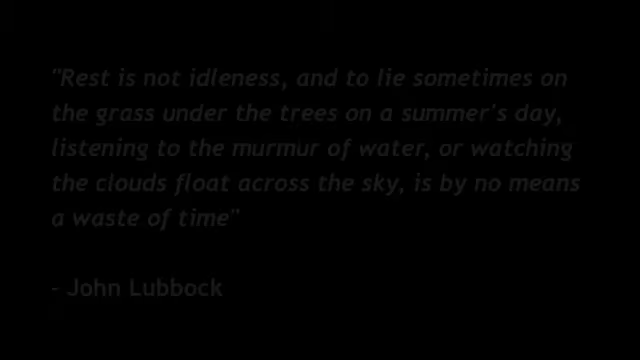 "Rest is not idleness, and to lie sometimes on
the grass under the trees on a summer's day,
listening to the murmur of water, or watching
the clouds float across the sky, is by no means
a waste of time"
- John Lubbock